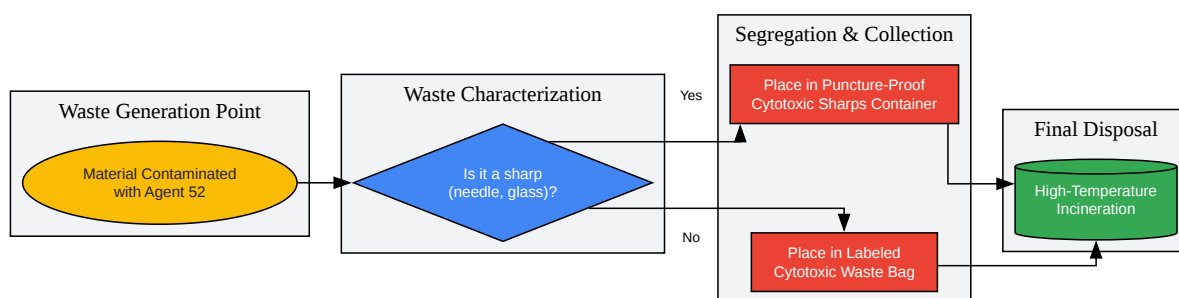 Waste Generation Point
Material Contaminated
with Agent 52
Waste Characterization
Is it a sharp
(needle, glass)?
Yes
No
Segregation & Collection
Place in Puncture-Proof
Cytotoxic Sharps Container
Place in Labeled
Cytotoxic Waste Bag
Final Disposal
High-Temperature
Incineration